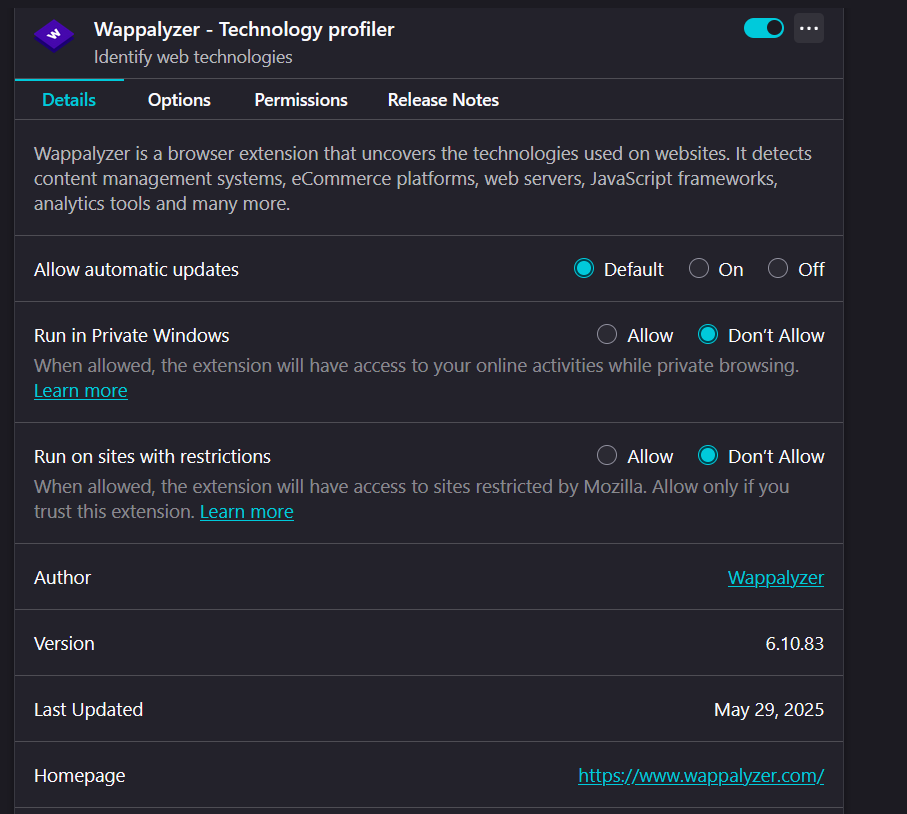 W
Wappalyzer - Technology profiler
Identify web technologies
Details Options Permissions Release Notes
Wappalyzer is a browser extension that uncovers the technologies used on websites. It detects
content management systems, eCommerce platforms, web servers, JavaScript frameworks,
analytics tools and many more.
Allow automatic updates Default On Off
Run in Private Windows Allow Don’t Allow
When allowed, the extension will have access to your online activities while private browsing.
Learn more
Run on sites with restrictions Allow Don’t Allow
When allowed, the extension will have access to sites restricted by Mozilla. Allow only if you
trust this extension. Learn more
Author Wappalyzer
Version 6.10.83
Last Updated May 29, 2025
Homepage https://www.wappalyzer.com/